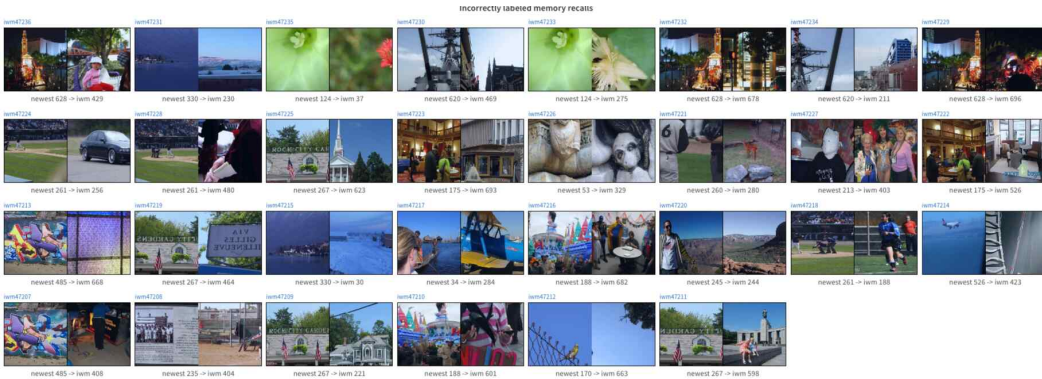 Incorrectly labeled memory recalls
iwm47236 iwm47231 iwm47235 iwm47230 iwm47233 iwm47232 iwm47234 iwm47229
newest 628 -> iwm 429 newest 330 -> iwm 230 newest 124 -> iwm 37 newest 620 -> iwm 469 newest 124 -> iwm 275 newest 628 -> iwm 678 newest 620 -> iwm 211 newest 628 -> iwm 696
iwm47224 iwm47228 iwm47225 iwm47223 iwm47226 iwm47221 iwm47227 iwm47222
newest 261 -> iwm 256 newest 261 -> iwm 480 newest 267 -> iwm 623 newest 175 -> iwm 693 newest 53 -> iwm 329 newest 260 -> iwm 280 newest 213 -> iwm 403 newest 175 -> iwm 526
iwm47213 iwm47219 iwm47215 iwm47217 iwm47216 iwm47220 iwm47218 iwm47214
VIA
GILLES
newest 485 -> iwm 668 newest 267 -> iwm 464 newest 330 -> iwm 30 newest 34 -> iwm 284 newest 188 -> iwm 682 newest 245 -> iwm 244 newest 261 -> iwm 188 newest 526 -> iwm 423
iwm47207 iwm47208 iwm47209 iwm47210 iwm47212 iwm47211
newest 485 -> iwm 408 newest 235 -> iwm 404 newest 267 -> iwm 221 newest 188 -> iwm 601 newest 170 -> iwm 663 newest 267 -> iwm 598